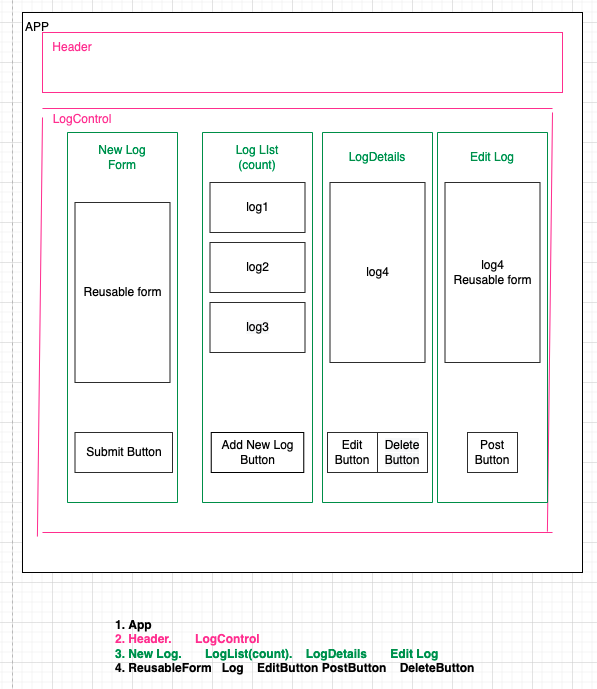 APP
Header
LogControl
New Log
Form
Reusable form
Submit Button
Log LIst
(count)
log1
log2
log3
Add New Log
Button
LogDetails
log4
Edit
Button
Delete
Button
Edit Log
log4
Reusable form
Post
Button
1. App
2. Header. LogControl
3. New Log. LogList(count). LogDetails Edit Log
4. ReusableForm Log EditButton PostButton DeleteButton